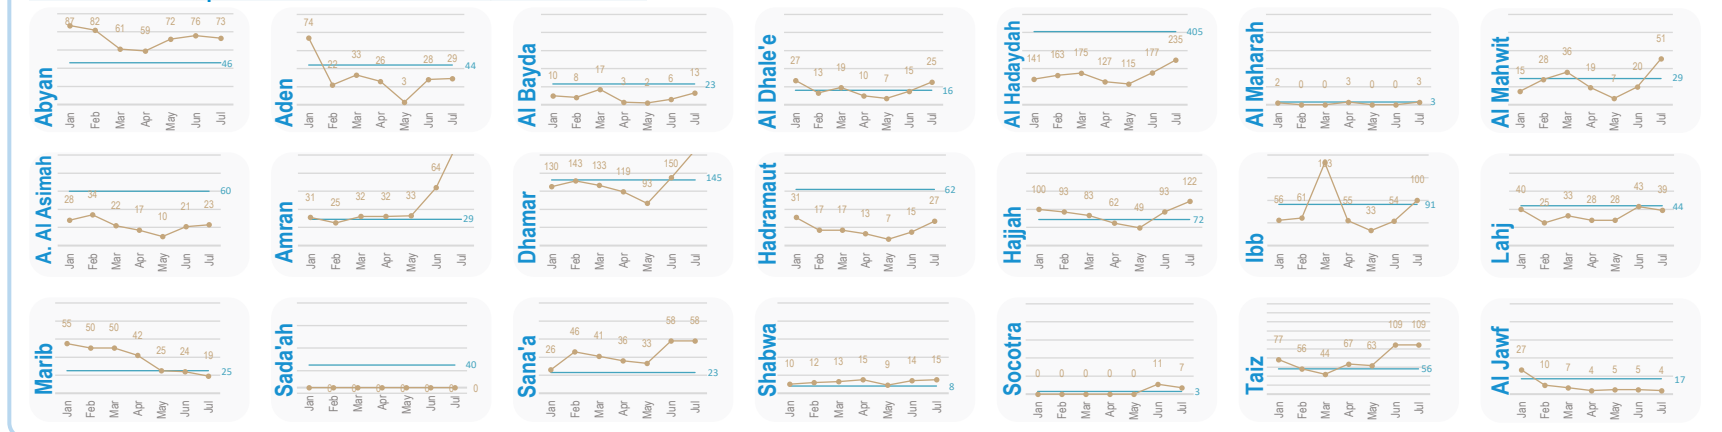 Abyan
87 82 61 59 72 76 73
46
Jan Feb Mar Apr May Jun Jul
Aden
74 22 33 26 3 28 29
44
Jan Feb Mar Apr May Jun Jul
Al Bayda
10 8 17 3 2 6 13
23
Jan Feb Mar Apr May Jun Jul
Al Dhale'e
27 13 19 10 7 15 25
16
Jan Feb Mar Apr May Jun Jul
Al Hadaydah
141 163 175 127 115 177 235
405
Jan Feb Mar Apr May Jun Jul
Al Maharah
2 0 0 3 0 0 3
3
Jan Feb Mar Apr May Jun Jul
Al Mahwit
15 28 36 19 7 20 51
29
Jan Feb Mar Apr May Jun Jul
A. Al Asimah
28 34 22 17 10 21 23
60
Jan Feb Mar Apr May Jun Jul
Amran
31 25 32 32 33 64
29
Jan Feb Mar Apr May Jun Jul
Dhamar
130 143 133 119 93 150
145
Jan Feb Mar Apr May Jun Jul
Hadramaut
31 17 17 13 7 15 27
62
Jan Feb Mar Apr May Jun Jul
Hajjah
100 93 83 62 49 93 122
72
Jan Feb Mar Apr May Jun Jul
Ibb
56 61 55 33 54 100
91
Jan Feb Mar Apr May Jun Jul
Lahj
40 25 33 28 28 43 39
44
Jan Feb Mar Apr May Jun Jul
Marib
55 50 50 42 25 24 19
25
Jan Feb Mar Apr May Jun Jul
Sada'ah
0 0 0 0 0 0
40
Jan Feb Mar Apr May Jun Jul
Sana'a
26 46 41 36 33 58 58
23
Jan Feb Mar Apr May Jun Jul
Shabwa
10 12 13 15 9 14 15
8
Jan Feb Mar Apr May Jun Jul
Socotra
0 0 0 0 0 11 7
3
Jan Feb Mar Apr May Jun Jul
Taiz
77 56 44 67 63 109 109
56
Jan Feb Mar Apr May Jun Jul
Al Jawf
27 10 7 4 5 5 4
17
Jan Feb Mar Apr May Jun Jul